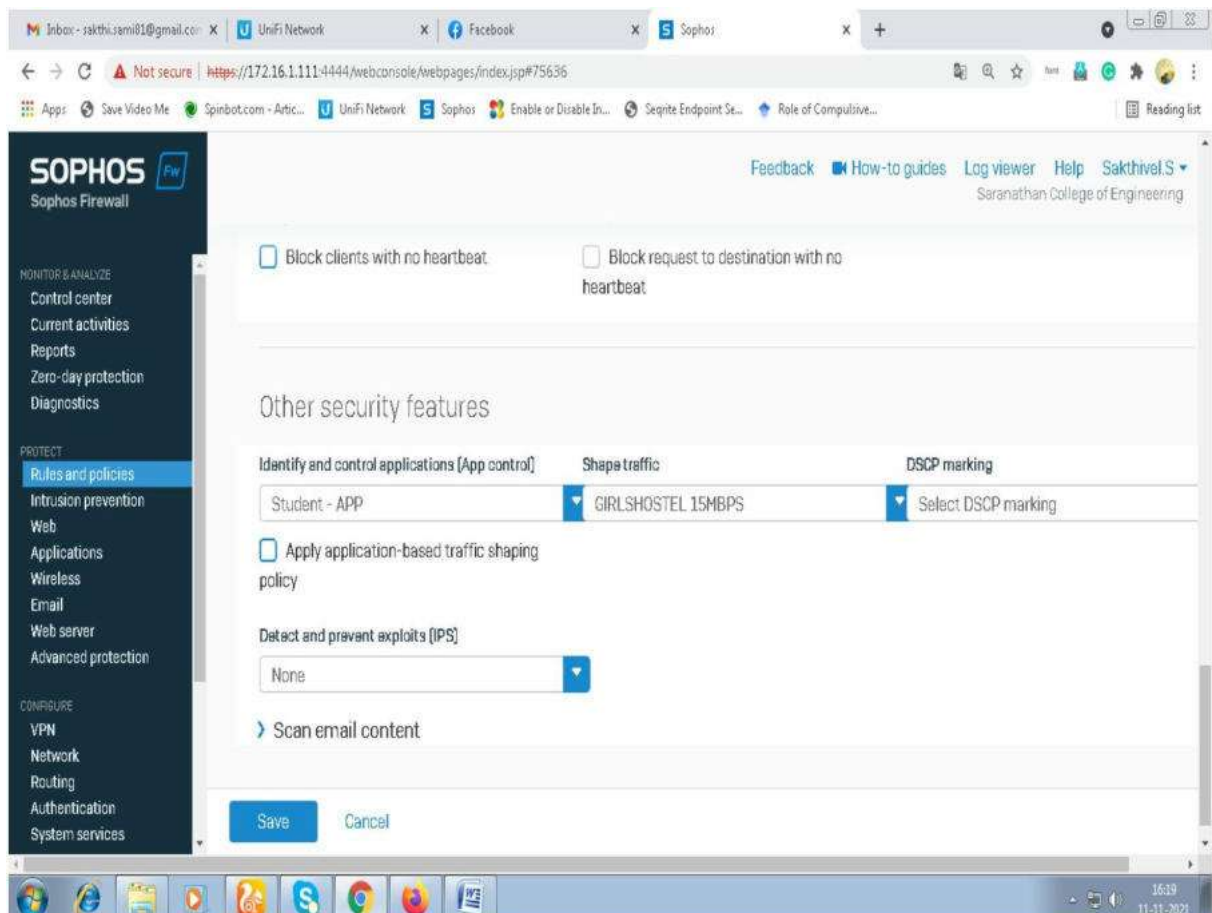 Inbox - sakthi.sami81@gmail.con
UniFi Network
Facebook
Sophos
Not secure | https://172.16.1.111:4444/webconsole/webpages/index.jsp#75636
Apps
Save Video Me
Spinbot.com - Artic...
UniFi Network
Sophos
Enable or Disable In...
Seqrite Endpoint Se...
Role of Compulsive...
Reading list
SOPHOS Fw
Sophos Firewall
Feedback How-to guides Log viewer Help Sakthivel.S
Saranathan College of Engineering
MONITOR & ANALYZE
Control center
Current activities
Reports
Zero-day protection
Diagnostics
PROTECT
Rules and policies
Intrusion prevention
Web
Applications
Wireless
Email
Web server
Advanced protection
CONFIGURE
VPN
Network
Routing
Authentication
System services
Block clients with no heartbeat
Block request to destination with no
heartbeat
Other security features
Identify and control applications (App control)
Student - APP
Shape traffic
GIRLSHOSTEL 15MBPS
DSCP marking
Select DSCP marking
Apply application-based traffic shaping
policy
Detect and prevent exploits (IPS)
None
Scan email content
Save Cancel
16:19
11-11-2021